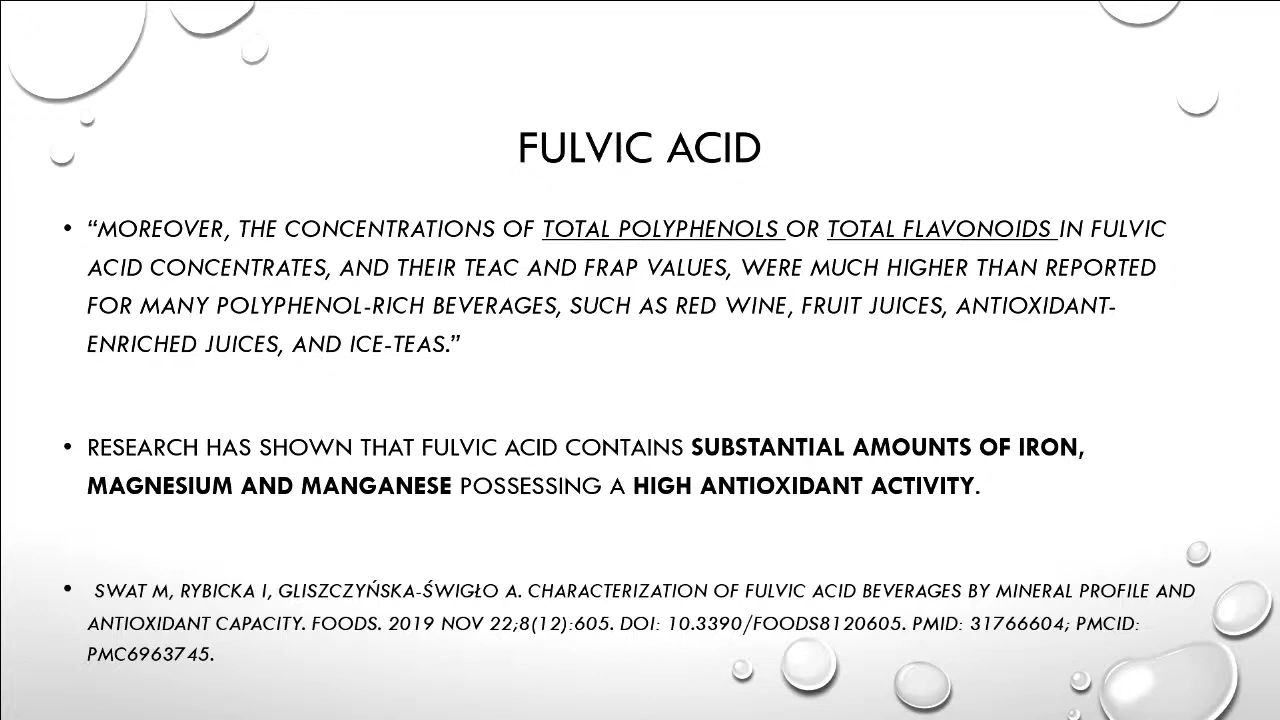 FULVIC ACID
• “MOREOVER, THE CONCENTRATIONS OF TOTAL POLYPHENOLS OR TOTAL FLAVONOIDS IN FULVIC
ACID CONCENTRATES, AND THEIR TEAC AND FRAP VALUES, WERE MUCH HIGHER THAN REPORTED
FOR MANY POLYPHENOL-RICH BEVERAGES, SUCH AS RED WINE, FRUIT JUICES, ANTIOXIDANT-
ENRICHED JUICES, AND ICE-TEAS.”
• RESEARCH HAS SHOWN THAT FULVIC ACID CONTAINS SUBSTANTIAL AMOUNTS OF IRON,
MAGNESIUM AND MANGANESE POSSESSING A HIGH ANTIOXIDANT ACTIVITY.
• SWAT M, RYBICKA I, GLISZCZYŃSKA-ŚWIGŁO A. CHARACTERIZATION OF FULVIC ACID BEVERAGES BY MINERAL PROFILE AND
ANTIOXIDANT CAPACITY. FOODS. 2019 NOV 22;8(12):605. DOI: 10.3390/FOODS8120605. PMID: 31766604; PMCID:
PMC6963745.